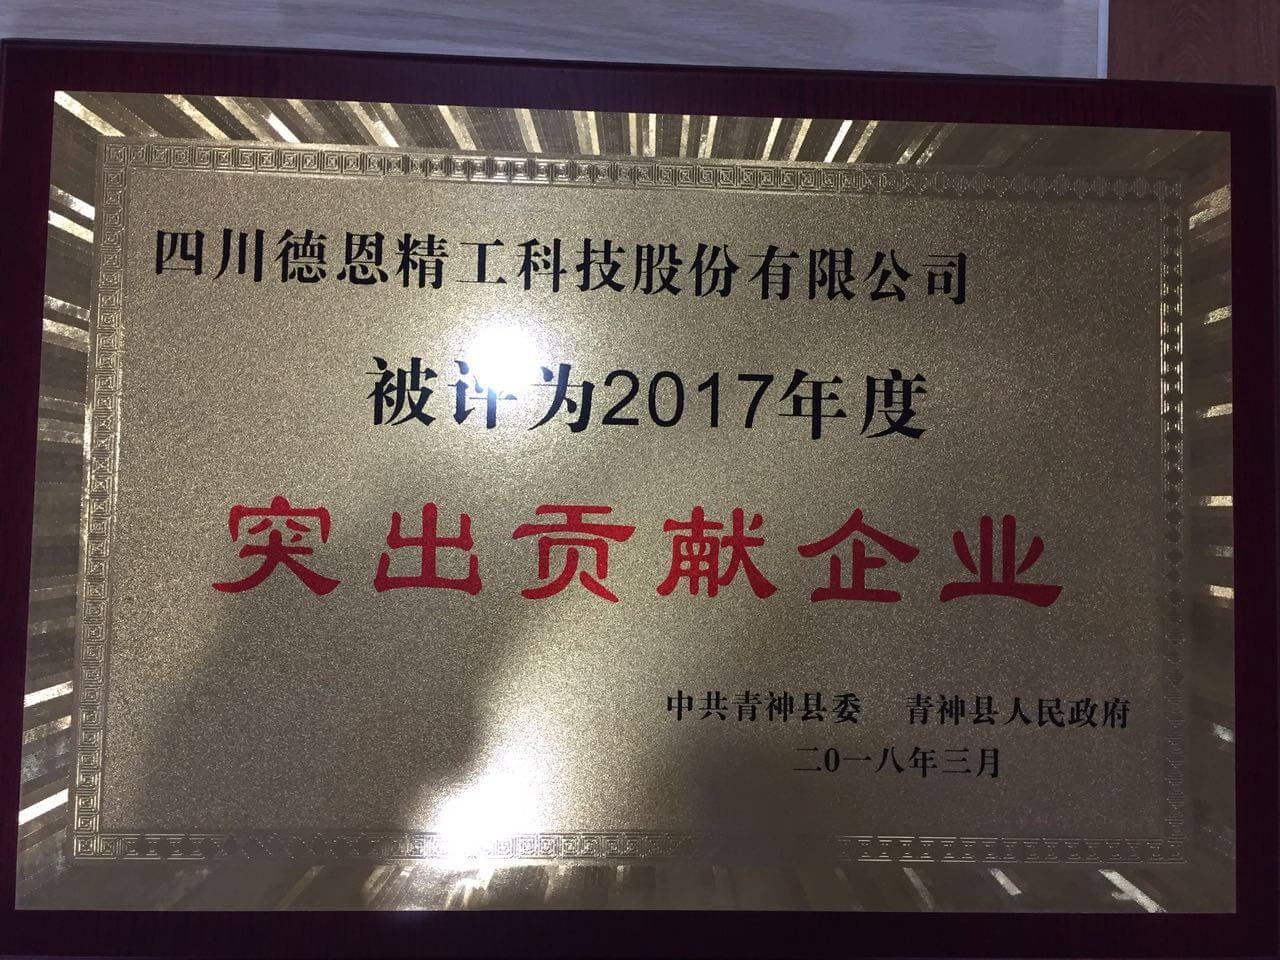 四川德恩精工科技股份有限公司
被评为2017年度
突出贡献企业
中共青神县委 青神县人民政府
二0一八年三月